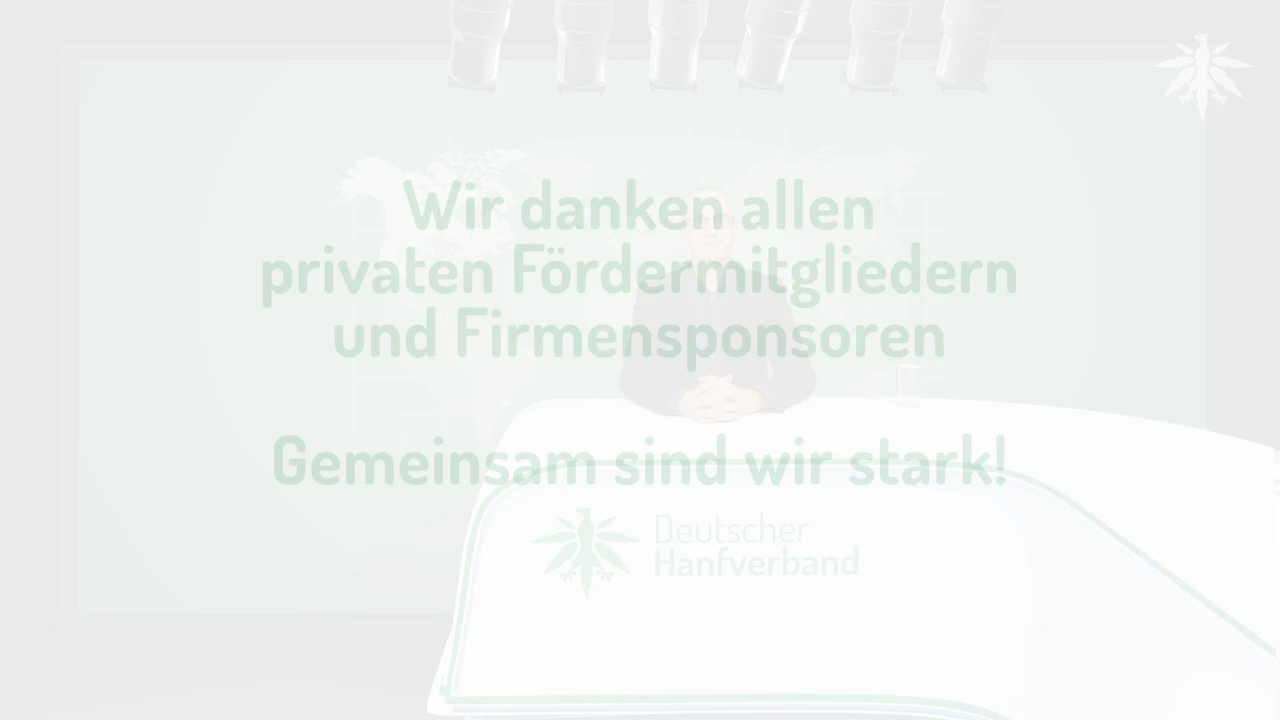 Wir danken allen
privaten Fördermitgliedern
und Firmensponsoren
Gemeinsam sind wir stark!
Deutscher
Hanfverband